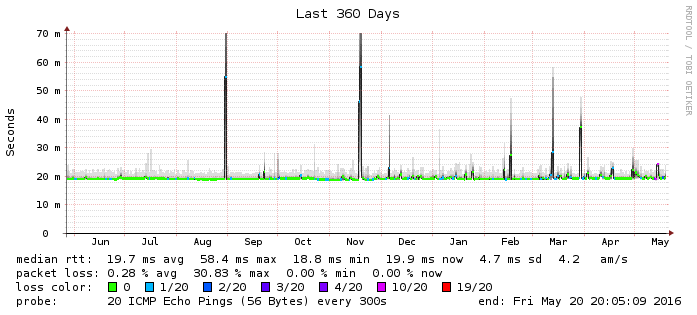 Last 360 Days
RRDTOOL / TOBI OETIKER
Seconds
70 m
60 m
50 m
40 m
30 m
20 m
10 m
0
Jun Jul Aug Sep Oct Nov Dec Jan Feb Mar Apr May
median rtt: 19.7 ms avg 58.4 ms max 18.8 ms min 19.9 ms now 4.7 ms sd 4.2 am/s
packet loss: 0.28 % avg 30.83 % max 0.00 % min 0.00 % now
loss color: 0 1/20 2/20 3/20 4/20 10/20 19/20
probe: 20 ICMP Echo Pings (56 Bytes) every 300s end: Fri May 20 20:05:09 2016